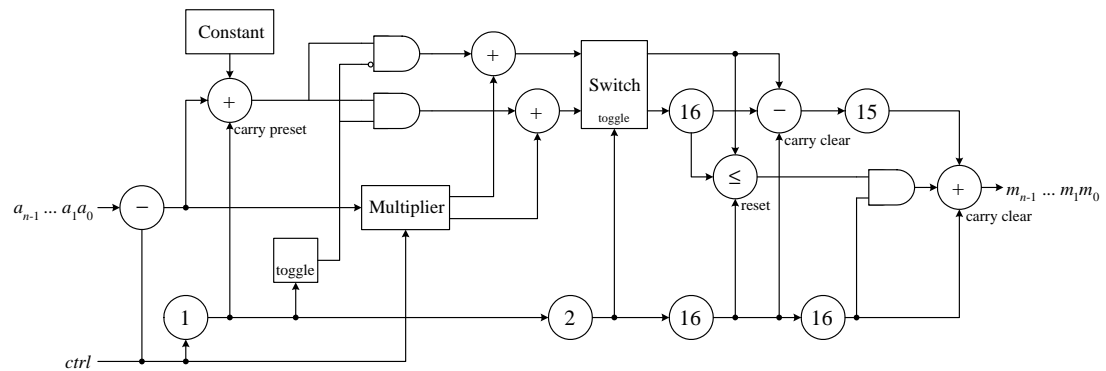 Constant
+
carry preset
+
+
Switch
toggle
16
−
carry clear
15
≤
reset
+
carry clear
m_{n-1} ... m_1m_0
a_{n-1} ... a_1a_0
−
Multiplier
toggle
1
2
16
16
ctrl